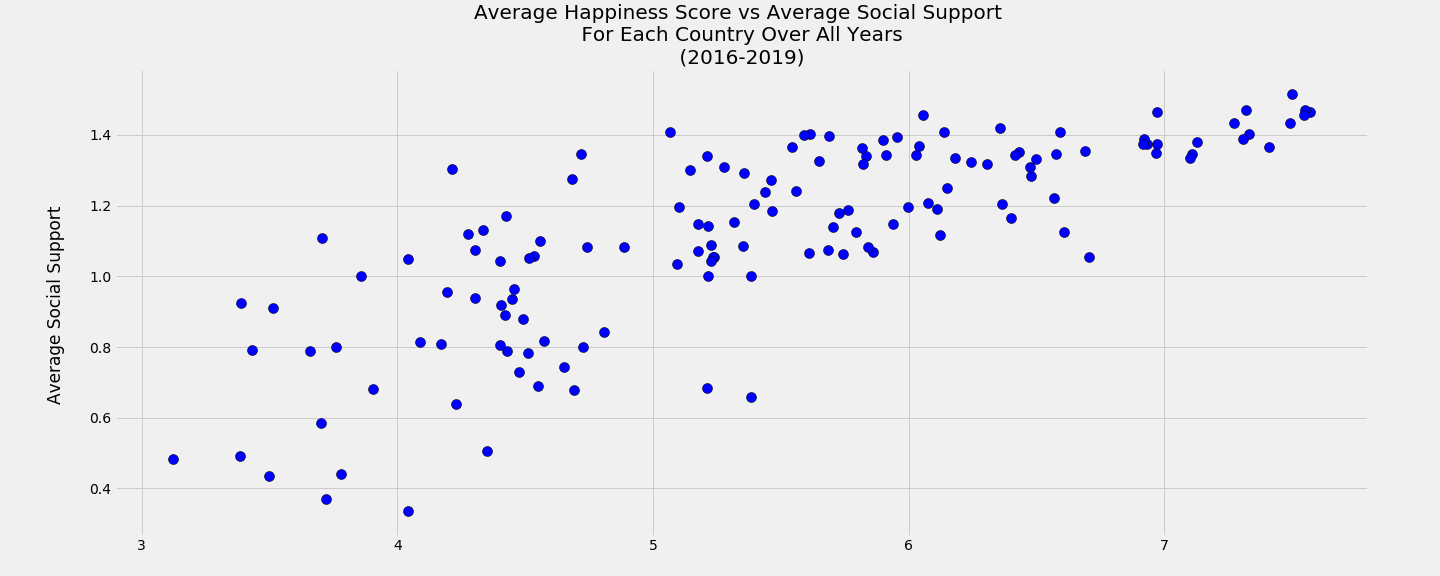 Average Happiness Score vs Average Social Support
For Each Country Over All Years
(2016-2019)
Average Social Support
1.4
1.2
1.0
0.8
0.6
0.4
3 4 5 6 7